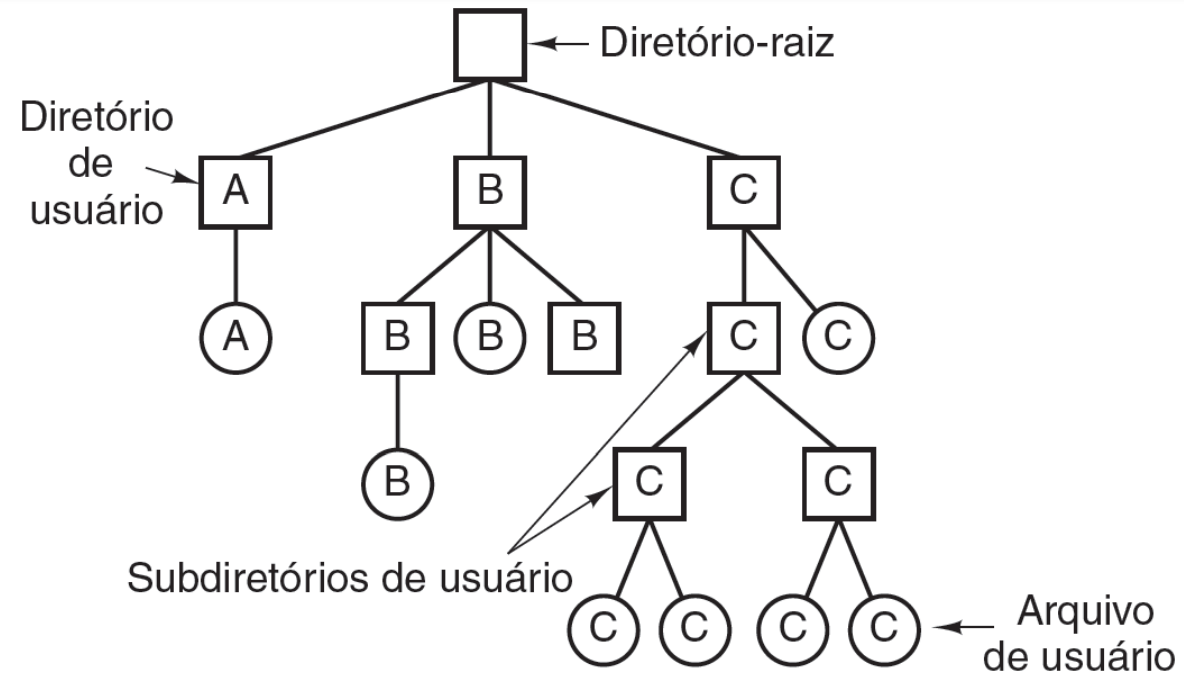 Diretório-raiz
Diretório
de
usuário
A
B
C
A
B
B
B
C
C
B
C
C
Subdiretórios de usuário
C
C
C
C
Arquivo
de usuário